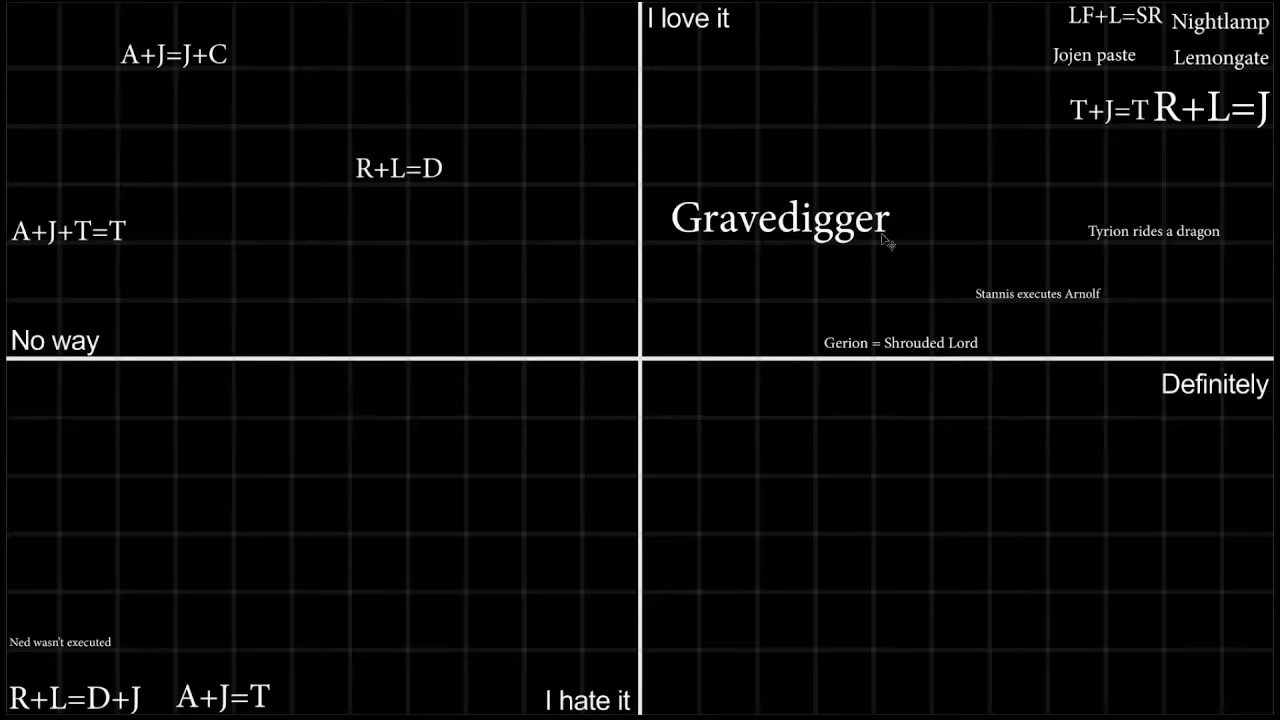 I love it
LF+L=SR
Nightlamp
A+J=J+C
Jojen paste
Lemongate
T+J=T
R+L=J
R+L=D
Gravedigger
A+J+T=T
Tyrion rides a dragon
Stannis executes Arnolf
No way
Gerion = Shrouded Lord
Definitely
Ned wasn't executed
R+L=D+J
A+J=T
I hate it